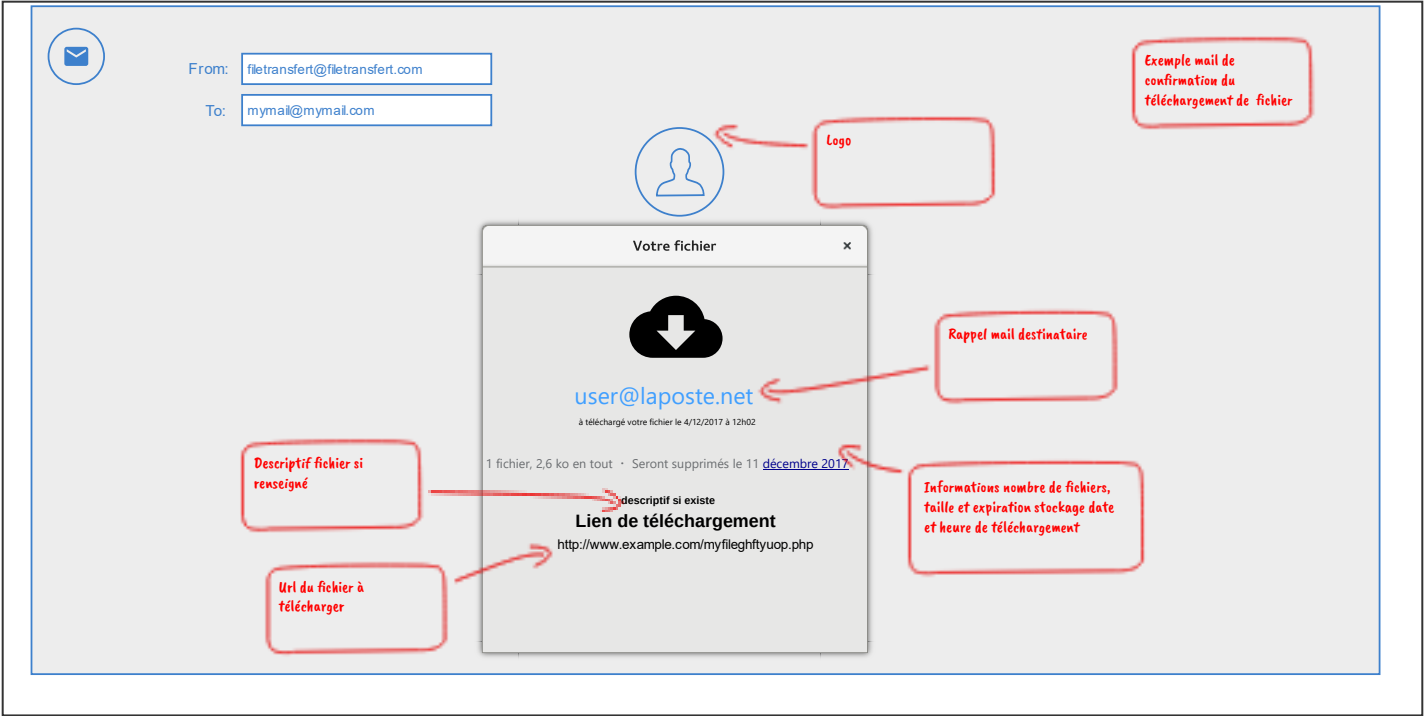 From: filetransfert@filetransfert.com
To: mymail@mymail.com
Exemple mail de
confirmation du
téléchargement de fichier
Logo
Votre fichier ×
Rappel mail destinataire
user@laposte.net
à téléchargé votre fichier le 4/12/2017 à 12h02
Descriptif fichier si
renseigné
1 fichier, 2,6 ko en tout · Seront supprimés le 11 décembre 2017
Informations nombre de fichiers,
taille et expiration stockage date
et heure de téléchargement
descriptif si existe
Lien de téléchargement
http://www.example.com/myfileghftyuop.php
Url du fichier à
télécharger